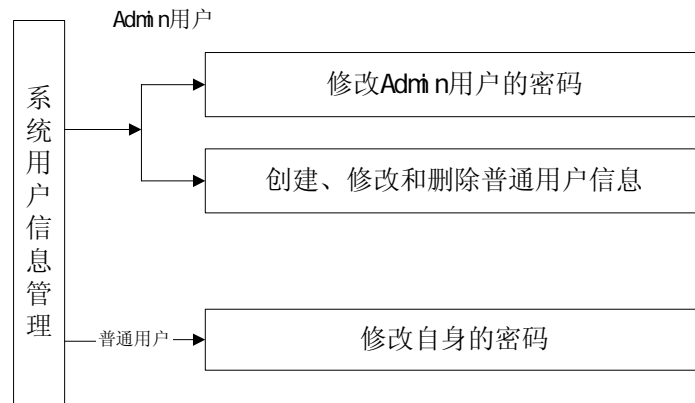 Admin用户
系统用户信息管理
修改Admin用户的密码
创建、修改和删除普通用户信息
普通用户
修改自身的密码